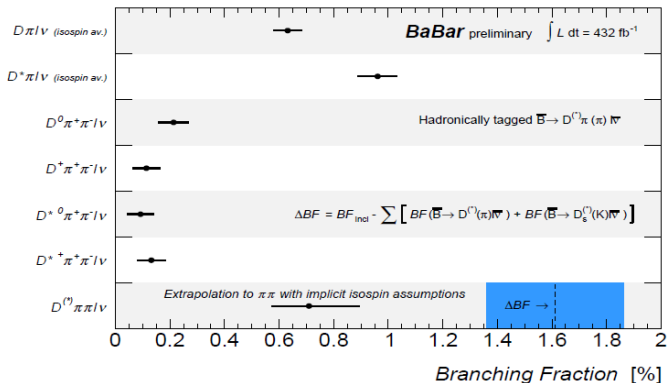 Dπlν (isospin av.)
BaBar preliminary ∫ L dt = 432 fb⁻¹
D*πlν (isospin av.)
D⁰π⁺π⁻lν
Hadronically tagged B̅→ D⁽*⁾π (π) lν̅
D⁺π⁺π⁻lν
D*⁰π⁺π⁻lν
ΔBF = BF_incl - ∑ [ BF(B̅→ D⁽*⁾(π)lν̅ ) + BF(B̅→ D_s⁽*⁾(K)lν̅ ) ]
D*⁺π⁺π⁻lν
D⁽*⁾ππlν
Extrapolation to ππ with implicit isospin assumptions
ΔBF →
0 0.2 0.4 0.6 0.8 1 1.2 1.4 1.6 1.8 2
Branching Fraction [%]